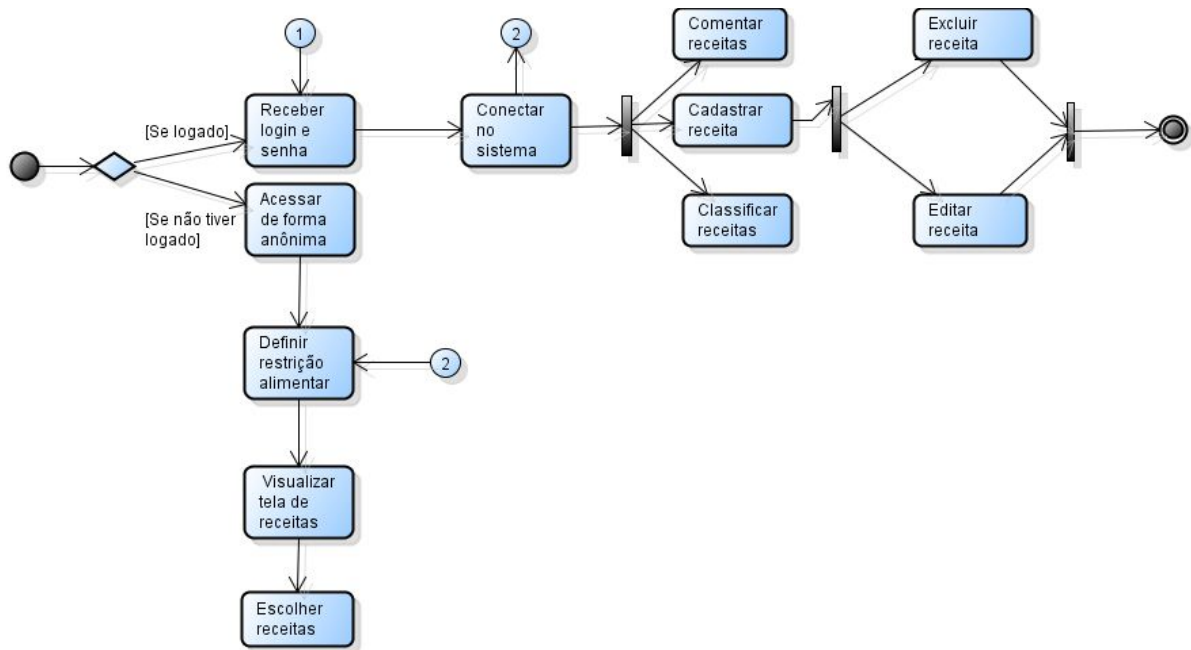 1
2
Comentar
receitas
Excluir
receita
[Se logado]
Receber
login e
senha
Conectar
no
sistema
Cadastrar
receita
[Se não tiver
logado]
Acessar
de forma
anônima
Classificar
receitas
Editar
receita
Definir
restrição
alimentar
2
Visualizar
tela de
receitas
Escolher
receitas